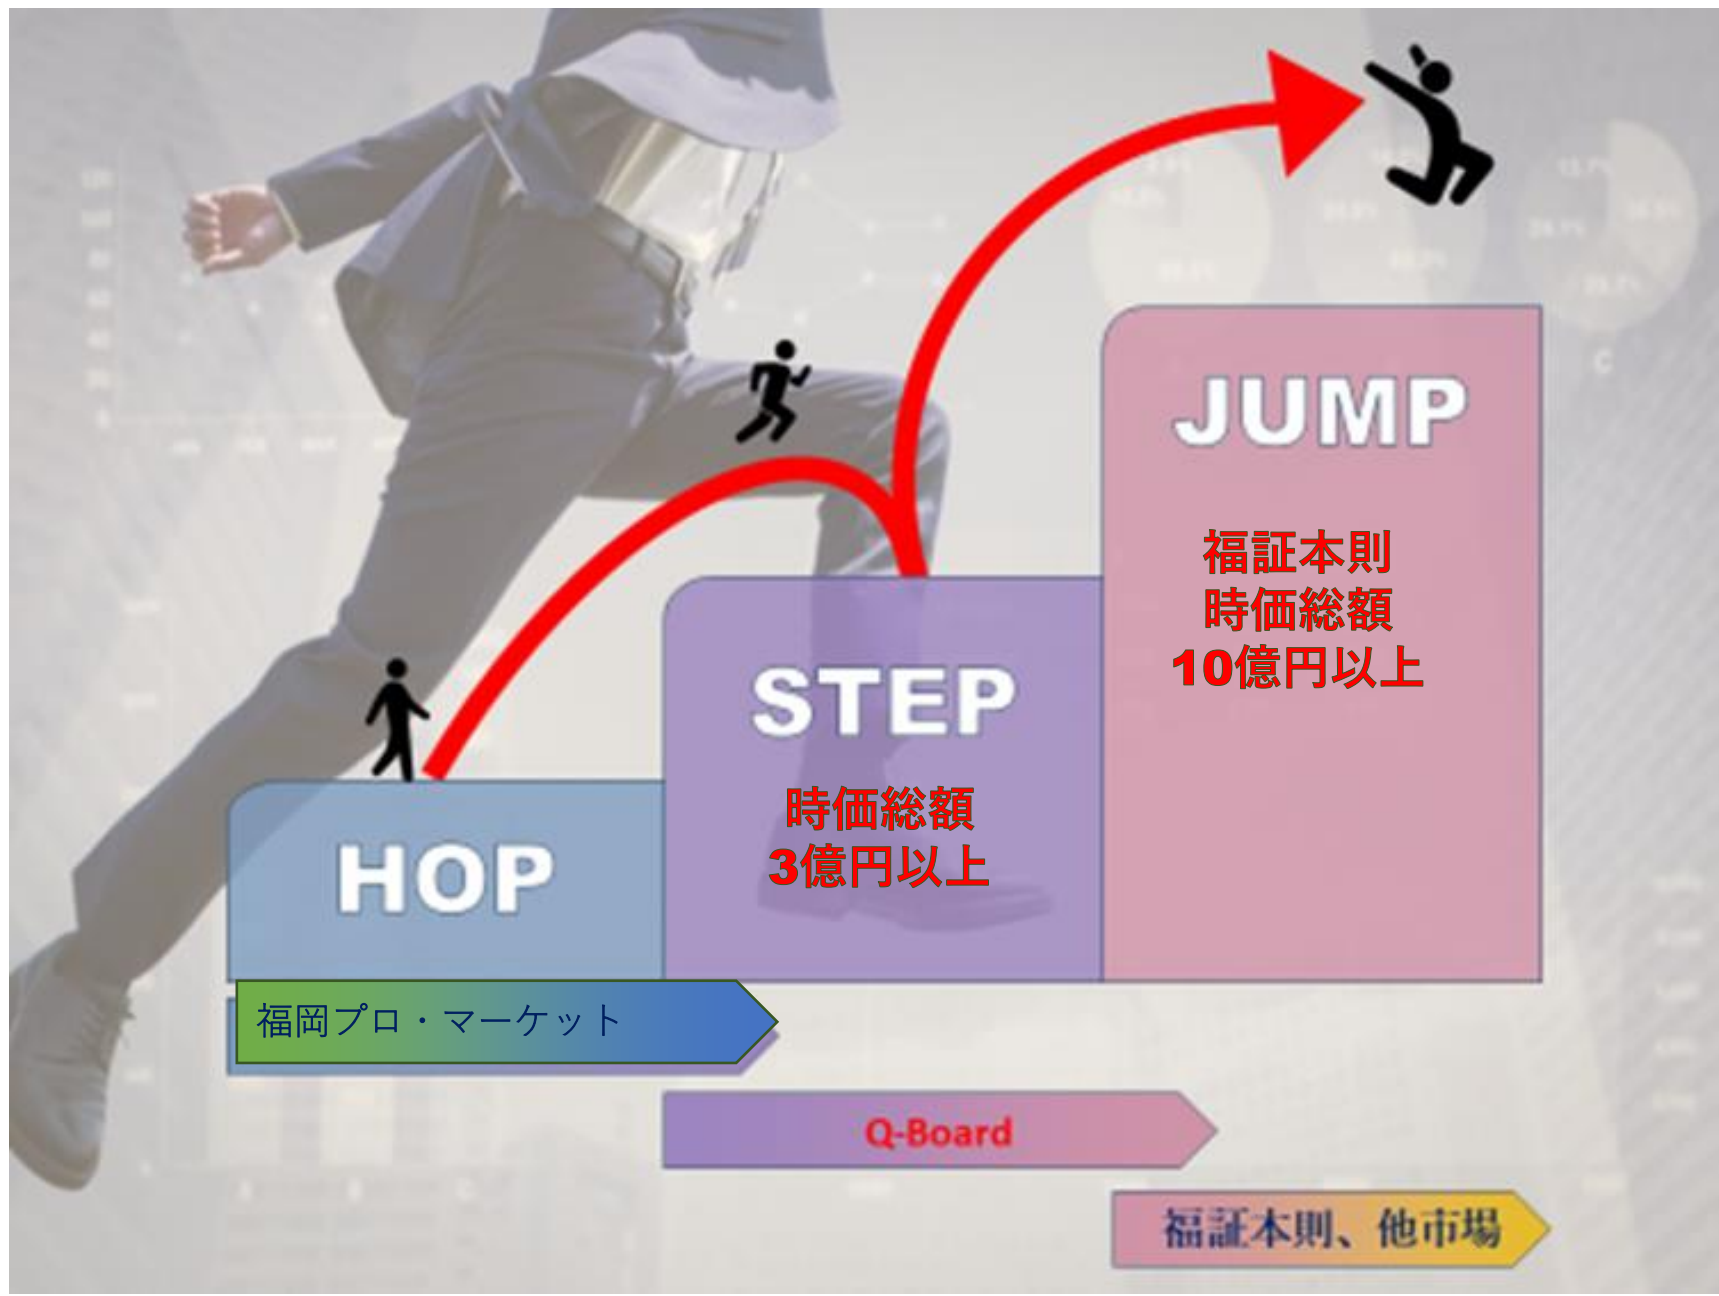 JUMP
福証本則
時価総額
10億円以上
STEP
時価総額
3億円以上
HOP
福岡プロ・マーケット
Q-Board
福証本則、他市場